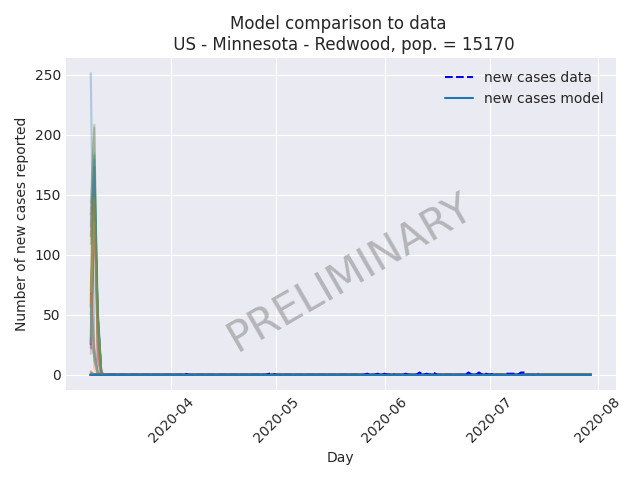 Model comparison to data
US - Minnesota - Redwood, pop. = 15170
new cases data
new cases model
Number of new cases reported
250
200
150
100
50
0
PRELIMINARY
2020-04
2020-05
2020-06
2020-07
2020-08
Day